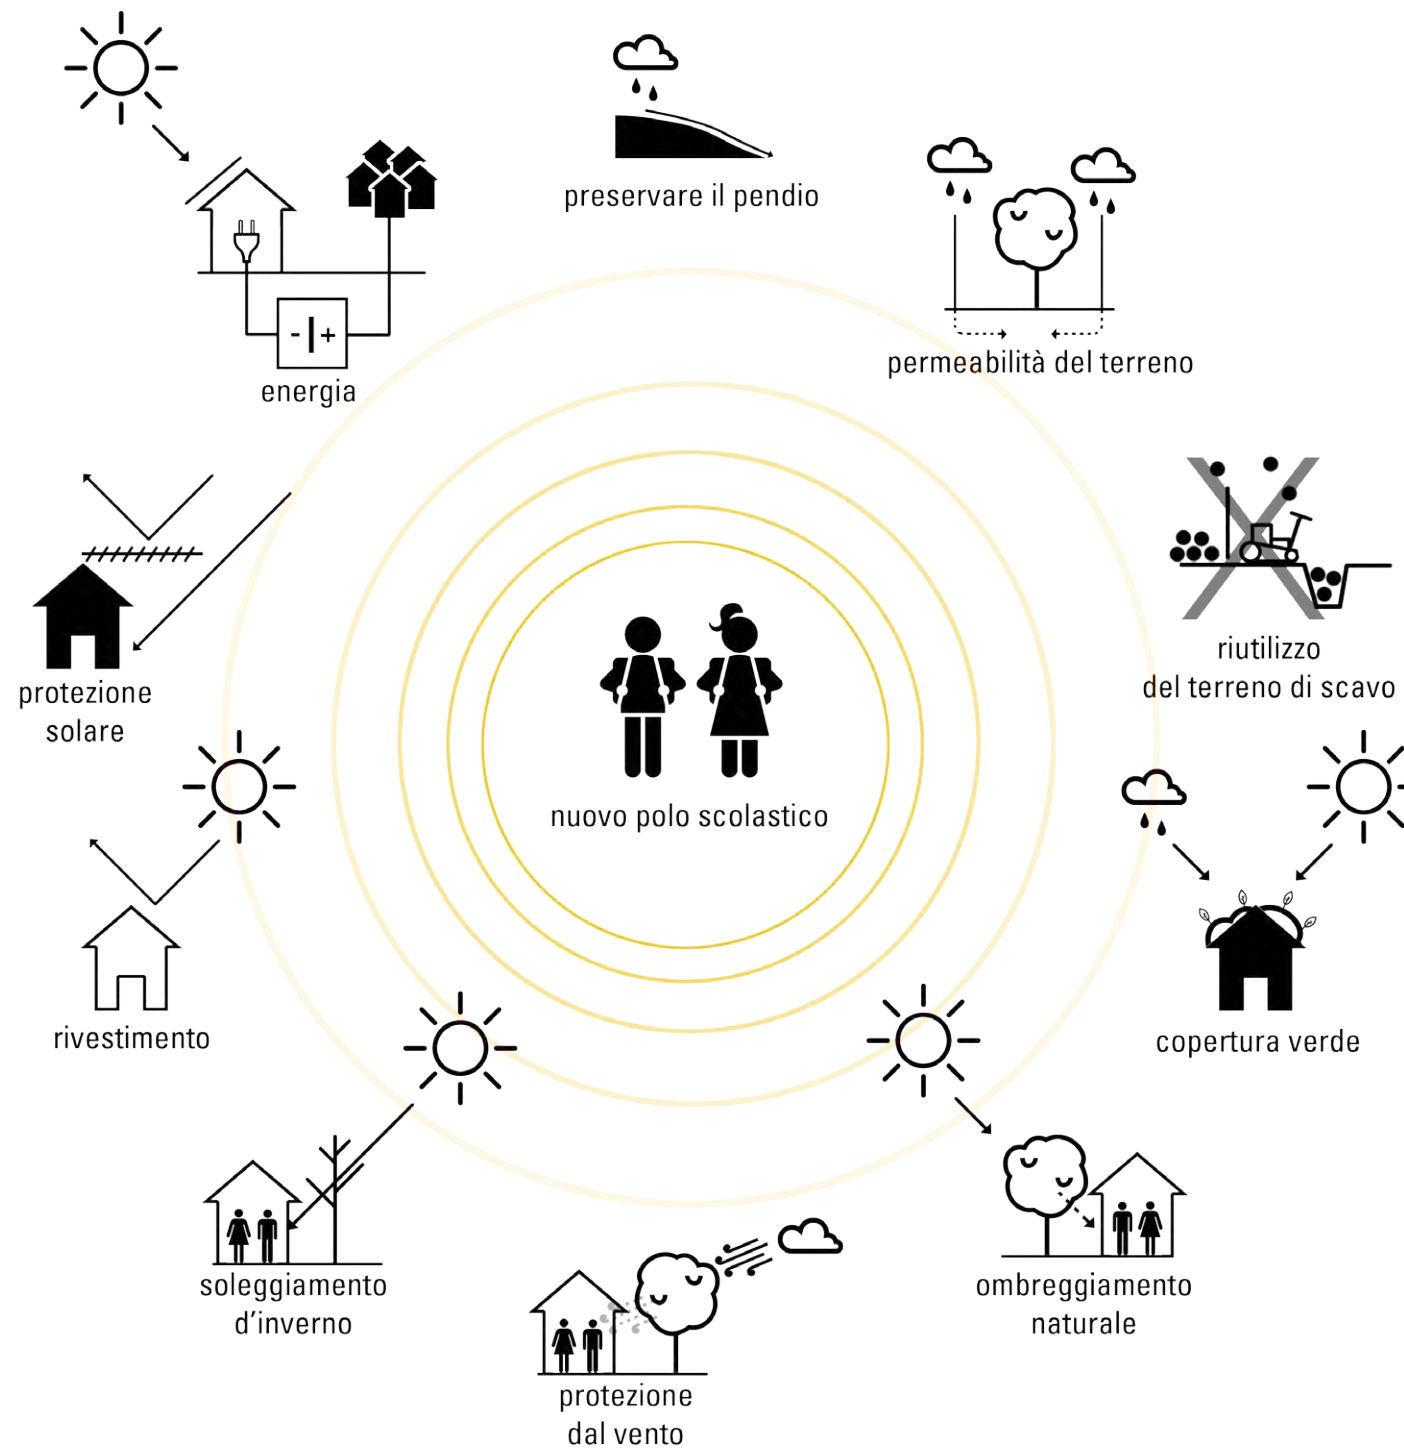 preservare il pendio
permeabilità del terreno
- +
energia
riutilizzo
del terreno di scavo
protezione
solare
nuovo polo scolastico
rivestimento
copertura verde
soleggiamento
d'inverno
ombreggiamento
naturale
protezione
dal vento